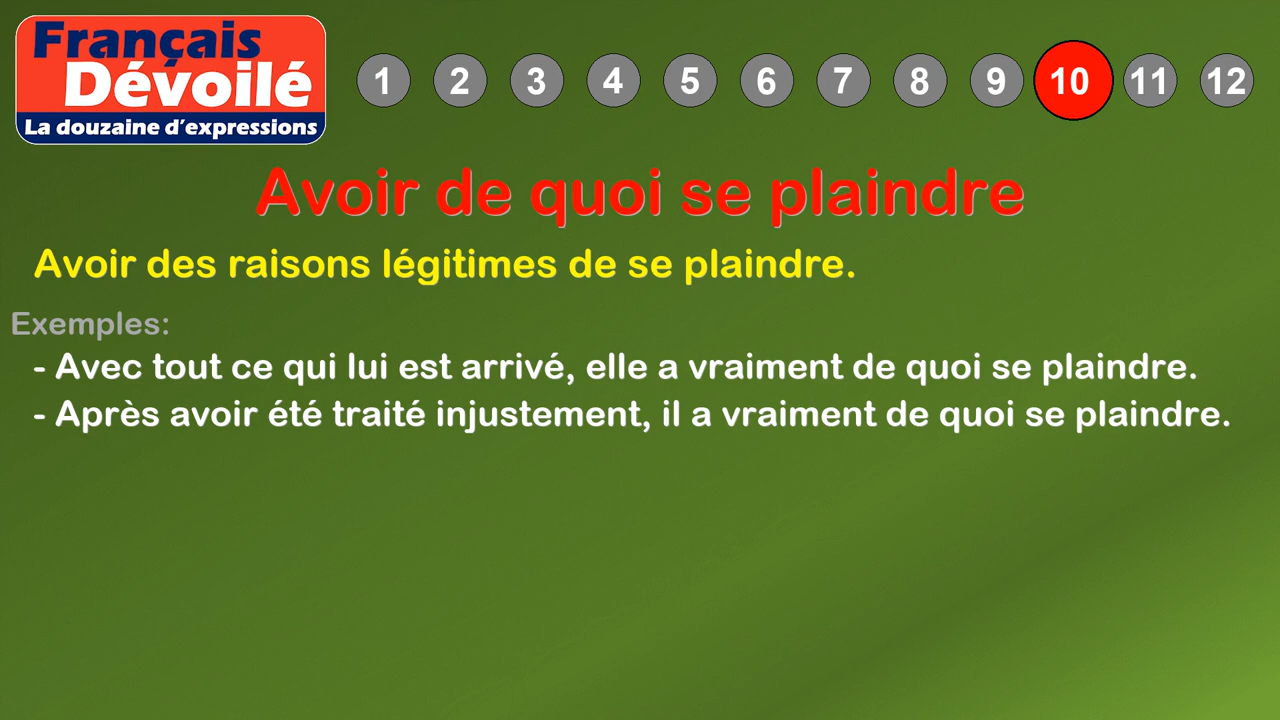 Français
Dévoilé
La douzaine d'expressions
1 2 3 4 5 6 7 8 9 10 11 12
Avoir de quoi se plaindre
Avoir des raisons légitimes de se plaindre.
Exemples:
- Avec tout ce qui lui est arrivé, elle a vraiment de quoi se plaindre.
- Après avoir été traité injustement, il a vraiment de quoi se plaindre.